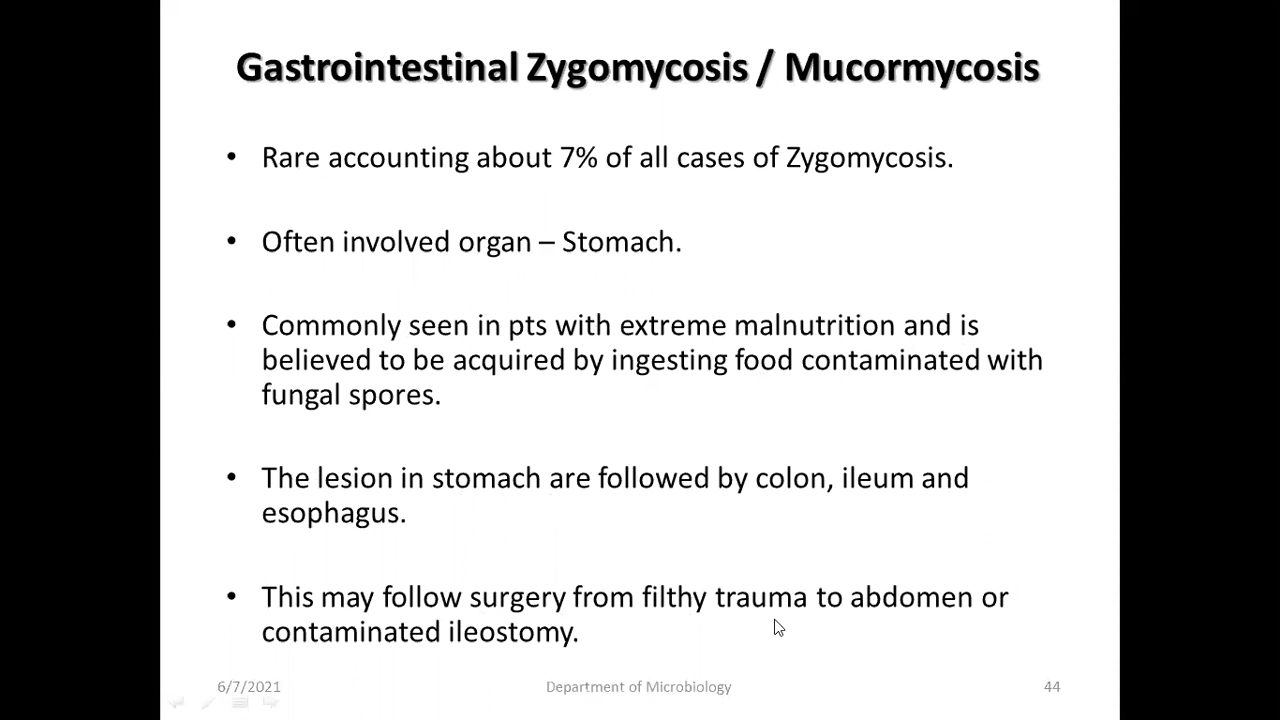 Gastrointestinal Zygomycosis / Mucormycosis
• Rare accounting about 7% of all cases of Zygomycosis.
• Often involved organ – Stomach.
• Commonly seen in pts with extreme malnutrition and is
believed to be acquired by ingesting food contaminated with
fungal spores.
• The lesion in stomach are followed by colon, ileum and
esophagus.
• This may follow surgery from filthy trauma to abdomen or
contaminated ileostomy.
6/7/2021 Department of Microbiology 44